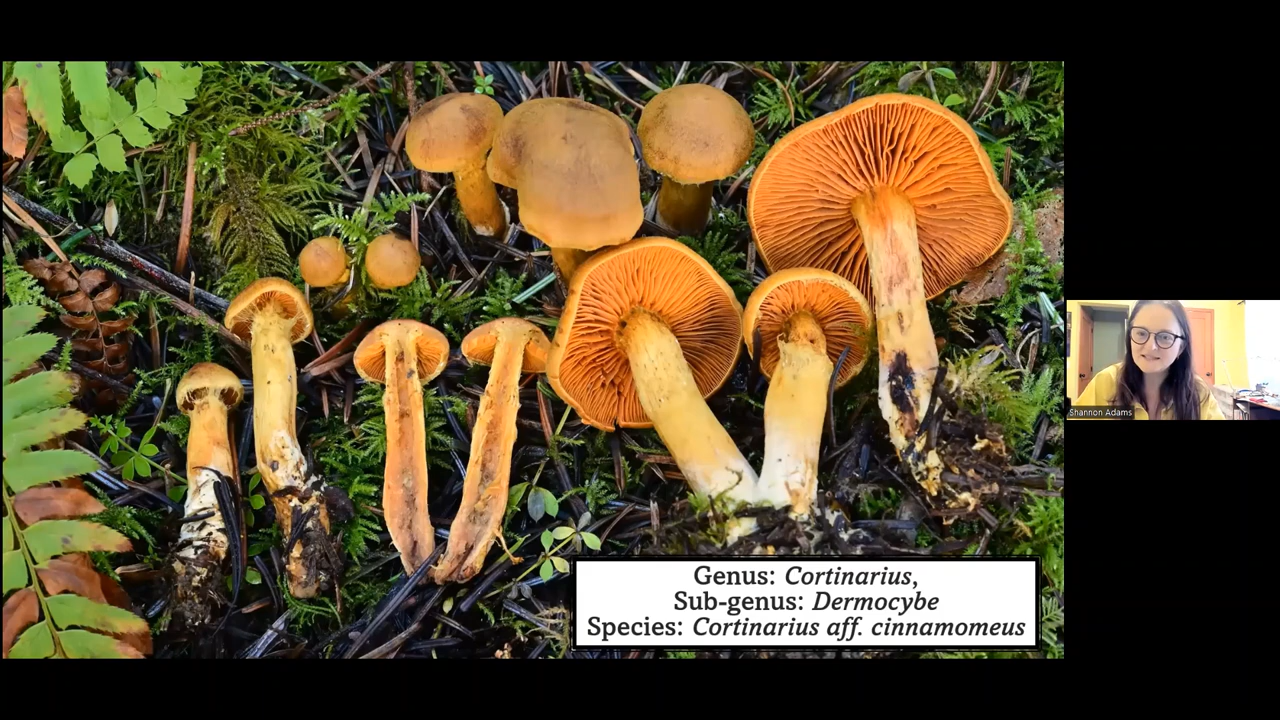 Genus: Cortinarius,
Sub-genus: Dermocybe
Species: Cortinarius aff. cinnamomeus
Shannon Adams